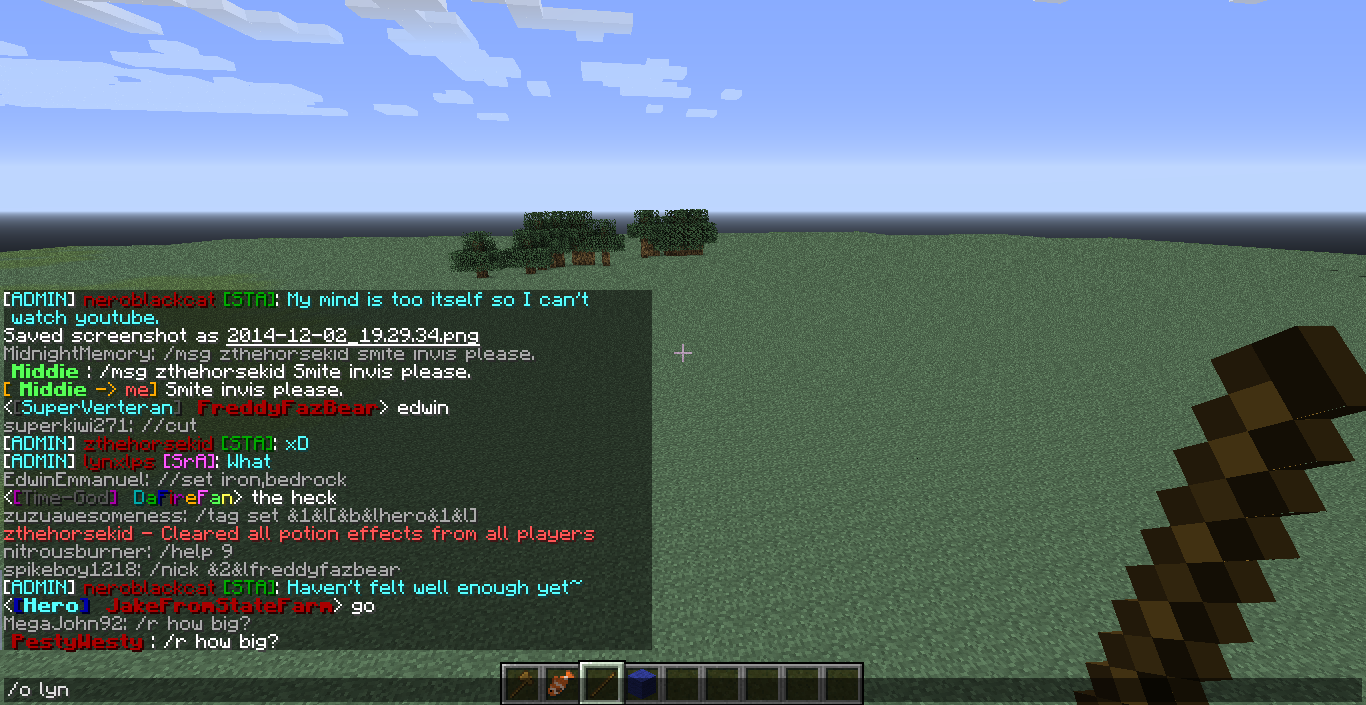 [ADMIN] neroblackcat [STA]: My mind is too itself so I can't
watch youtube.
Saved screenshot as 2014-12-02_19.29.34.png
MidnightMemory: /msg zthehorsekid smite invis please.
Middie : /msg zthehorsekid Smite invis please.
[ Middie -> me] Smite invis please.
<[SuperVerteran] FreddyFazBear> edwin
superkiwi271: //cut
[ADMIN] zthehorsekid [STA]: xD
[ADMIN] lynxlps [SrA]: What
EdwinEmmanuel: //set iron,bedrock
<[Time-God] DaFireFan> the heck
zuzuawesomeness: /tag set &1&l[&b&lhero&1&l]
zthehorsekid - Cleared all potion effects from all players
nitrousburner: /help 9
spikeboy1218: /nick &2&lfreddyfazbear
[ADMIN] neroblackcat [STA]: Haven't felt well enough yet~
<[Hero] JakeFromStateFarm> go
MegaJohn92: /r how big?
PestyWesty : /r how big?
/o lyn